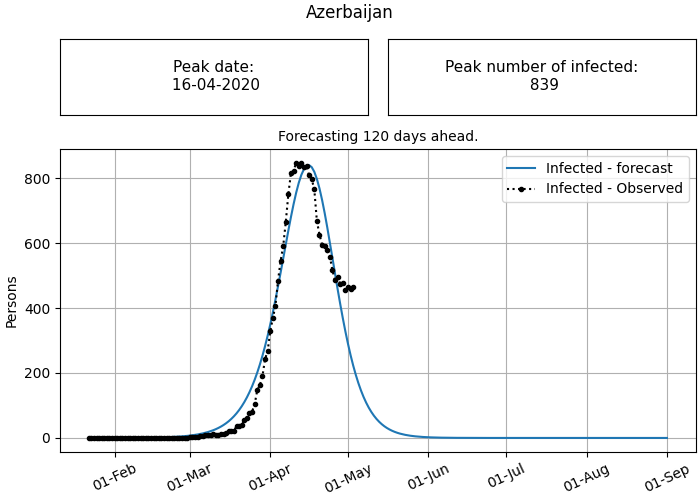 Azerbaijan
Peak date:
16-04-2020
Peak number of infected:
839
Forecasting 120 days ahead.
Infected - forecast
Infected - Observed
Persons
800
600
400
200
0
01-Feb
01-Mar
01-Apr
01-May
01-Jun
01-Jul
01-Aug
01-Sep